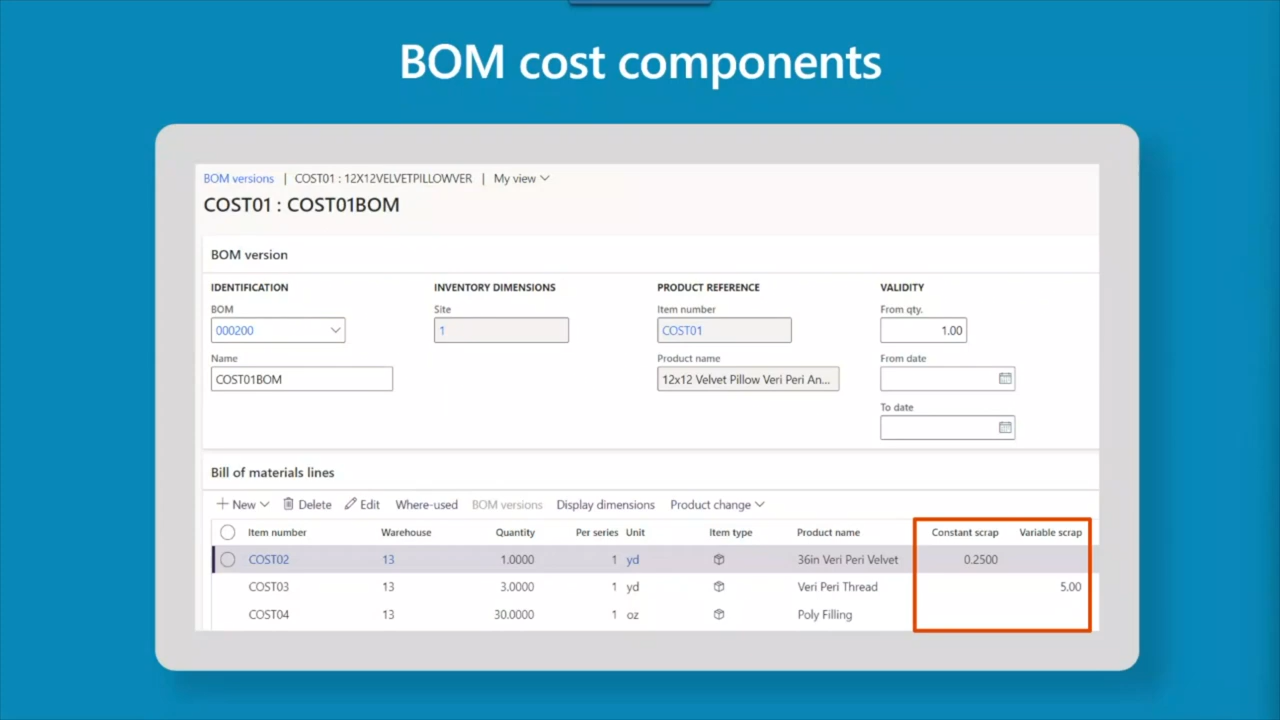 BOM cost components
BOM versions | COST01 : 12X12VELVETPILLOWVER | My view
COST01 : COST01BOM
BOM version
IDENTIFICATION INVENTORY DIMENSIONS PRODUCT REFERENCE VALIDITY
BOM Site Item number From qty.
000200 1 COST01 1.00
Name Product name From date
COST01BOM 12x12 Velvet Pillow Veri Peri An...
To date
Bill of materials lines
New Delete Edit Where-used BOM versions Display dimensions Product change
Item number Warehouse Quantity Per series Unit Item type Product name Constant scrap Variable scrap
COST02 13 1.0000 1 yd 36in Veri Peri Velvet 0.2500
COST03 13 3.0000 1 yd Veri Peri Thread 5.00
COST04 13 30.0000 1 oz Poly Filling